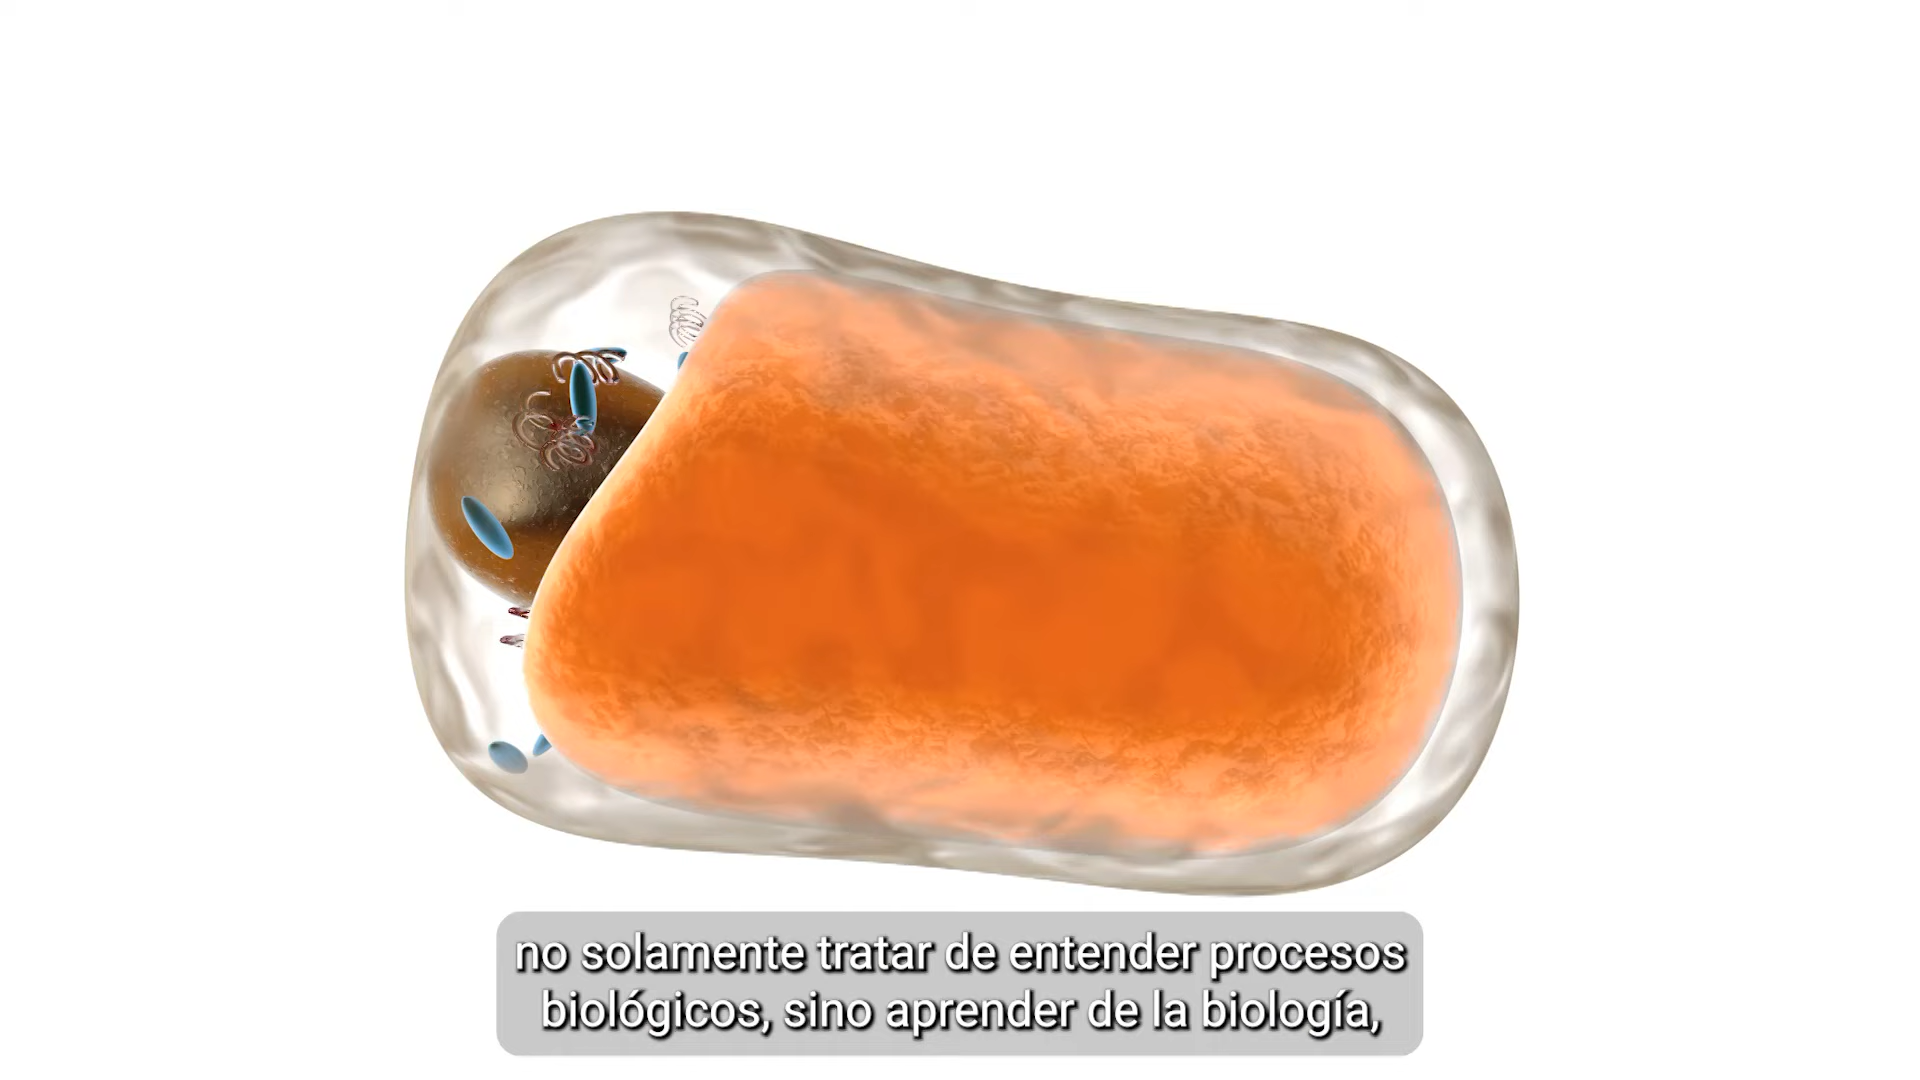 no solamente tratar de entender procesos
biológicos, sino aprender de la biología,